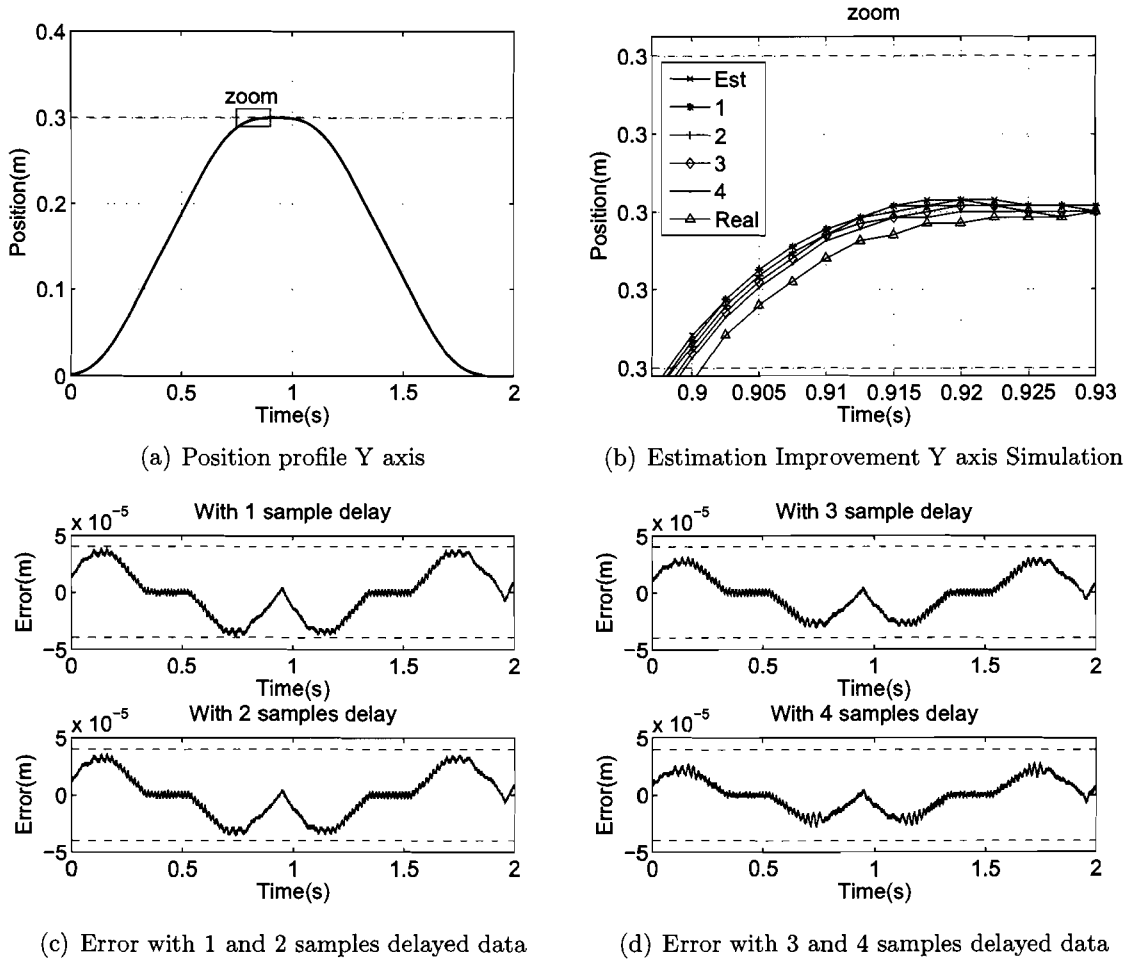 0.4
0.3
0.2
0.1
0
Position(m)
zoom
0
0.5
1
1.5
2
Time(s)
(a) Position profile Y axis
zoom
0.3
0.3
0.3
0.3
0.3
Position(m)
Est
1
2
3
4
Real
0.9
0.905
0.91
0.915
0.92
0.925
0.93
Time(s)
(b) Estimation Improvement Y axis Simulation
With 1 sample delay
x 10⁻⁵
5
0
−5
Error(m)
0
0.5
1
1.5
2
Time(s)
With 2 samples delay
x 10⁻⁵
5
0
−5
Error(m)
0
0.5
1
1.5
2
Time(s)
(c) Error with 1 and 2 samples delayed data
With 3 sample delay
x 10⁻⁵
5
0
−5
Error(m)
0
0.5
1
1.5
2
Time(s)
With 4 samples delay
x 10⁻⁵
5
0
−5
Error(m)
0
0.5
1
1.5
2
Time(s)
(d) Error with 3 and 4 samples delayed data